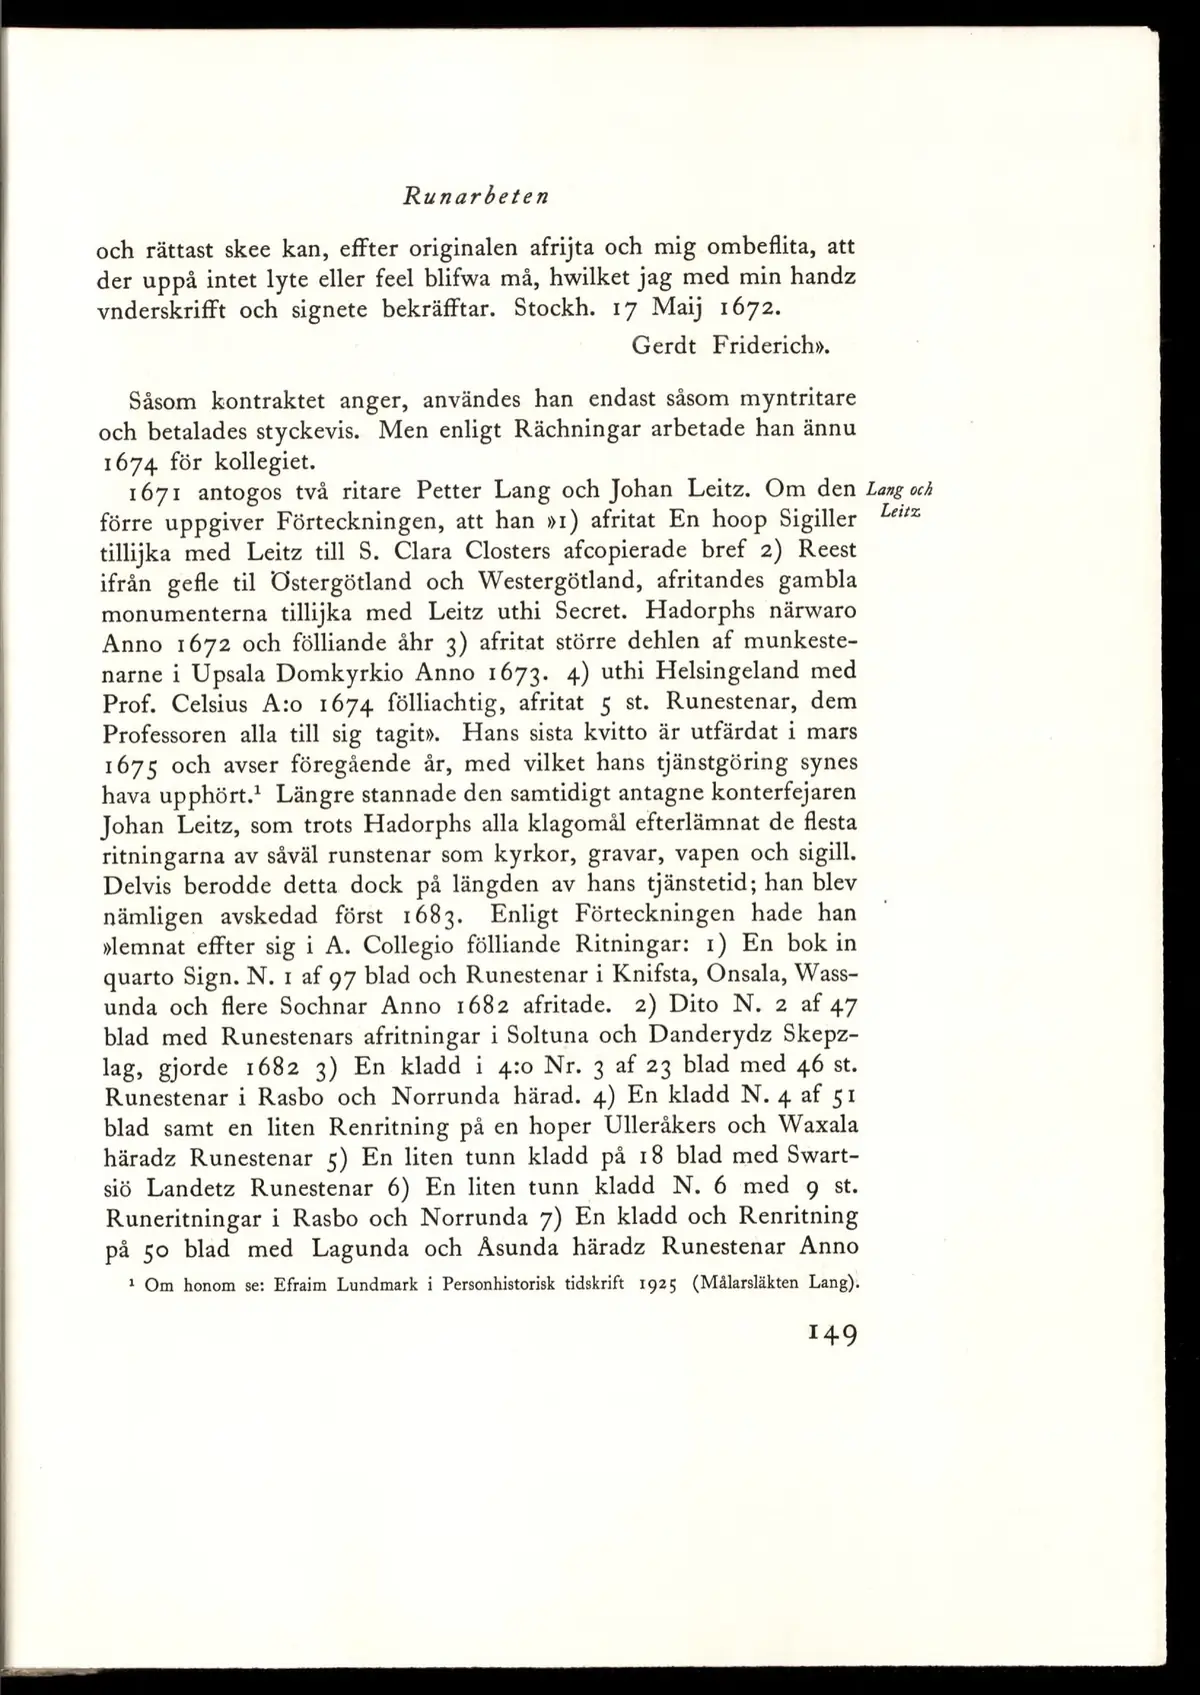 Runarbeten
och rättast skee kan, effter originalen afrijta och mig ombeflita, att
der uppå intet lyte eller feel blifwa må, hwilket jag med min handz
vnderskrifft och signete bekräfftar. Stockh. 17 Maij 1672.
Gerdt Friderich».
Såsom kontraktet anger, användes han endast såsom myntritare
och betalades styckevis. Men enligt Rächningar arbetade han ännu
1674 för kollegiet.
1671 antogos två ritare Petter Lang och Johan Leitz. Om den
Lang och
Leitz
förre uppgiver Förteckningen, att han »1) afritat En hoop Sigiller
tillijka med Leitz till S. Clara Closters afcopierade bref 2) Reest
ifrån gefle til Östergötland och Westergötland, afritandes gambla
monumenterna tillijka med Leitz uthi Secret. Hadorphs närwaro
Anno 1672 och fölliande åhr 3) afritat större dehlen af munkeste-
narne i Upsala Domkyrkio Anno 1673. 4) uthi Helsingeland med
Prof. Celsius A:o 1674 fölliachtig, afritat 5 st. Runestenar, dem
Professoren alla till sig tagit». Hans sista kvitto är utfärdat i mars
1675 och avser föregående år, med vilket hans tjänstgöring synes
hava upphört.¹ Längre stannade den samtidigt antagne konterfejaren
Johan Leitz, som trots Hadorphs alla klagomål efterlämnat de flesta
ritningarna av såväl runstenar som kyrkor, gravar, vapen och sigill.
Delvis berodde detta dock på längden av hans tjänstetid; han blev
nämligen avskedad först 1683. Enligt Förteckningen hade han
»lemnat effter sig i A. Collegio fölliande Ritningar: 1) En bok in
quarto Sign. N. 1 af 97 blad och Runestenar i Knifsta, Onsala, Wass-
unda och flere Sochnar Anno 1682 afritade. 2) Dito N. 2 af 47
blad med Runestenars afritningar i Soltuna och Danderydz Skepz-
lag, gjorde 1682 3) En kladd i 4:o Nr. 3 af 23 blad med 46 st.
Runestenar i Rasbo och Norrunda härad. 4) En kladd N. 4 af 51
blad samt en liten Renritning på en hoper Ulleråkers och Waxala
häradz Runestenar 5) En liten tunn kladd på 18 blad med Swart-
siö Landetz Runestenar 6) En liten tunn kladd N. 6 med 9 st.
Runeritningar i Rasbo och Norrunda 7) En kladd och Renritning
på 50 blad med Lagunda och Åsunda häradz Runestenar Anno
¹ Om honom se: Efraim Lundmark i Personhistorisk tidskrift 1925 (Målarsläkten Lang).
149